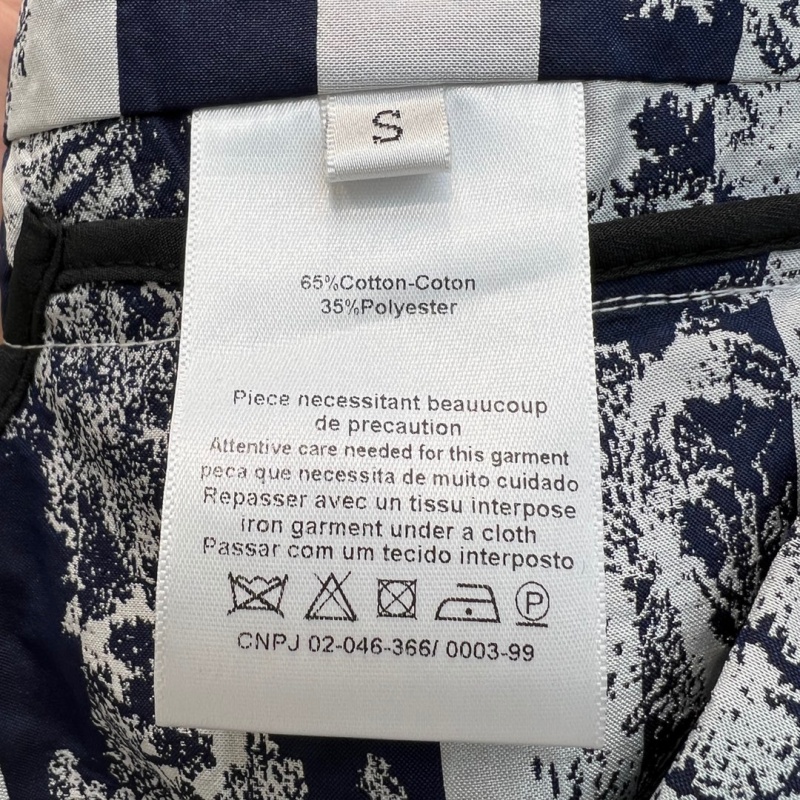 S
65%Cotton-Coton
35%Polyester
Piece necessitant beauucoup
de precaution
Attentive care needed for this garment
peca que necessita de muito cuidado
Repasser avec un tissu interpose
iron garment under a cloth
Passar com um tecido interposto
P
CNPJ 02-046-366/ 0003-99